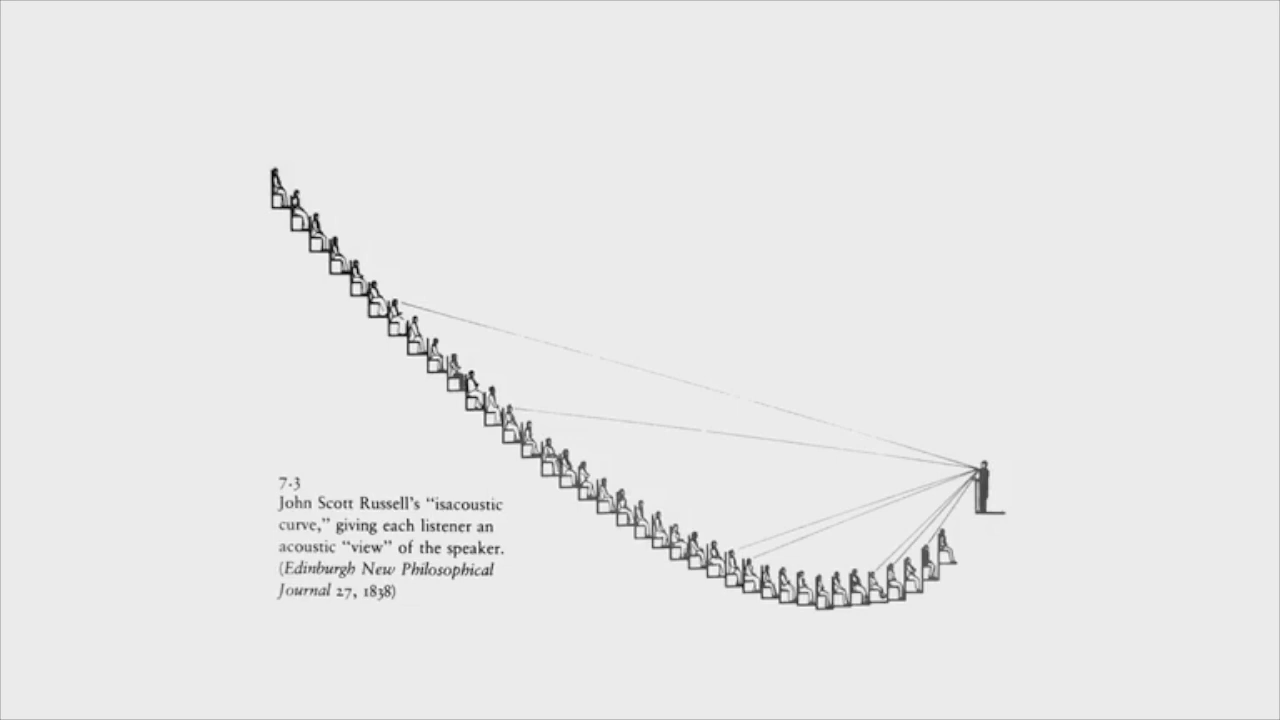 7.3
John Scott Russell's "isacoustic
curve," giving each listener an
acoustic "view" of the speaker.
(Edinburgh New Philosophical
Journal 27, 1838)